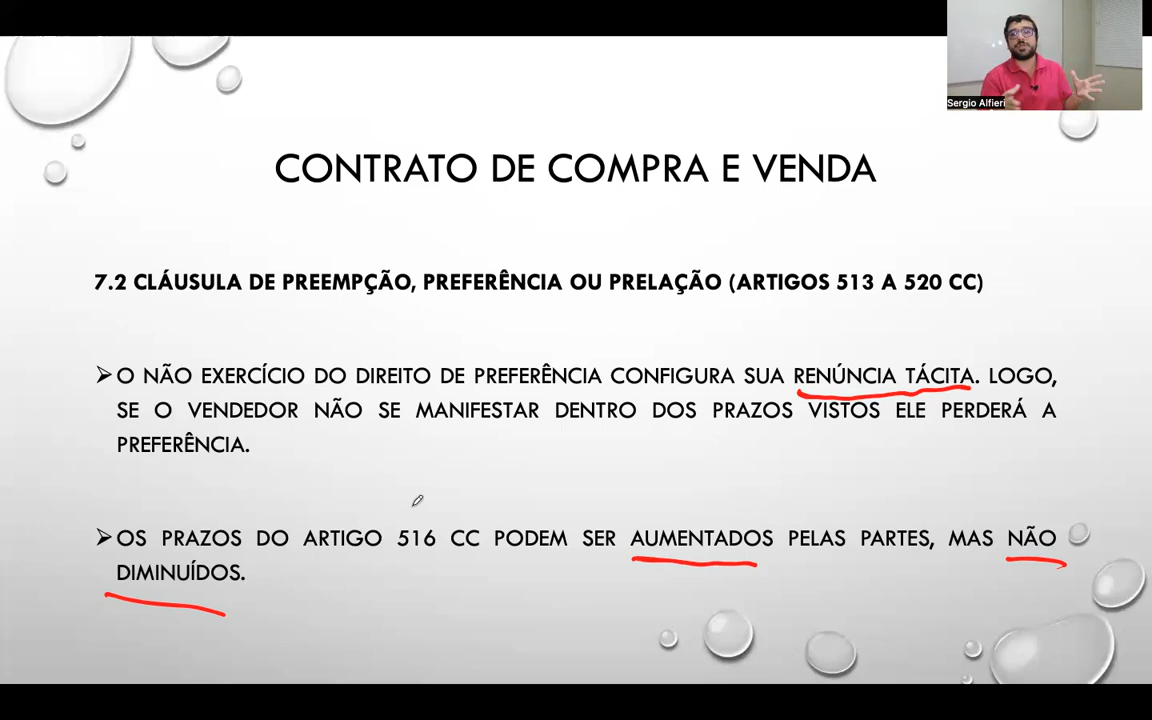 Sergio Alfieri
CONTRATO DE COMPRA E VENDA
7.2 CLÁUSULA DE PREEMPÇÃO, PREFERÊNCIA OU PRELAÇÃO (ARTIGOS 513 A 520 CC)
➢O NÃO EXERCÍCIO DO DIREITO DE PREFERÊNCIA CONFIGURA SUA RENÚNCIA TÁCITA. LOGO,
SE O VENDEDOR NÃO SE MANIFESTAR DENTRO DOS PRAZOS VISTOS ELE PERDERÁ A
PREFERÊNCIA.
➢OS PRAZOS DO ARTIGO 516 CC PODEM SER AUMENTADOS PELAS PARTES, MAS NÃO
DIMINUÍDOS.